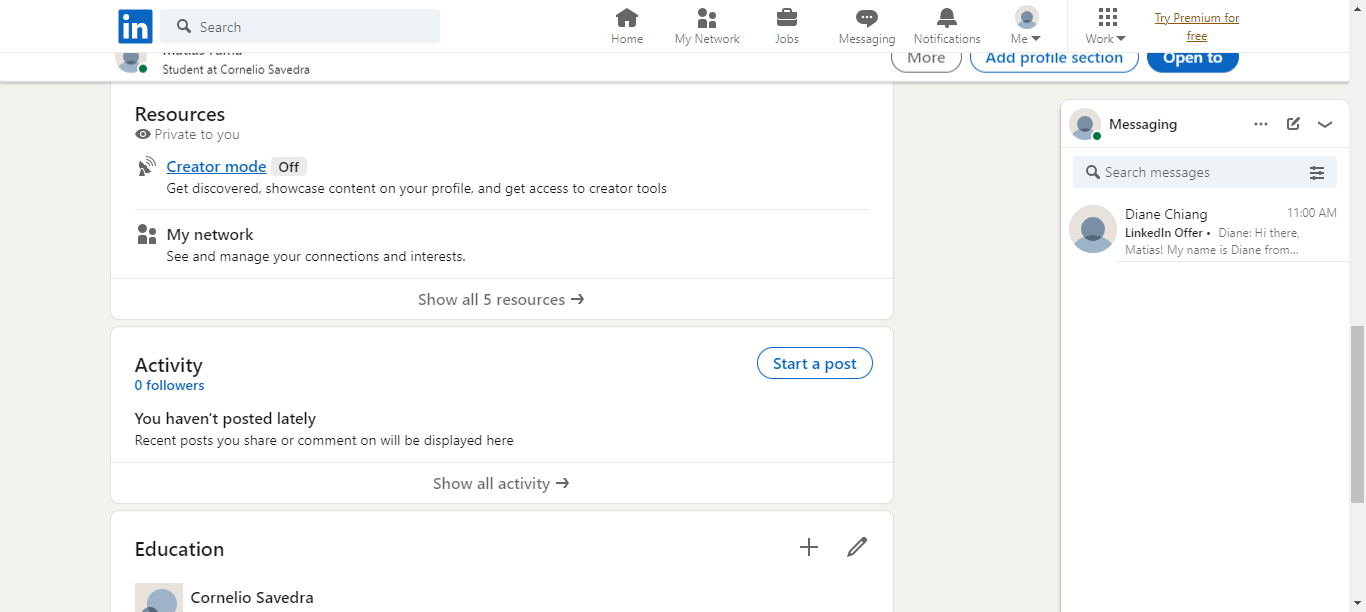 in
Search
Home
My Network
Jobs
Messaging
Notifications
Me
Work
Try Premium for
free
Student at Cornelio Savedra
More
Add profile section
Open to
Resources
Private to you
Creator mode Off
Get discovered, showcase content on your profile, and get access to creator tools
My network
See and manage your connections and interests.
Show all 5 resources →
Activity
0 followers
Start a post
You haven't posted lately
Recent posts you share or comment on will be displayed here
Show all activity →
Education
Cornelio Savedra
Messaging
Search messages
Diane Chiang 11:00 AM
LinkedIn Offer • Diane: Hi there,
Matias! My name is Diane from...